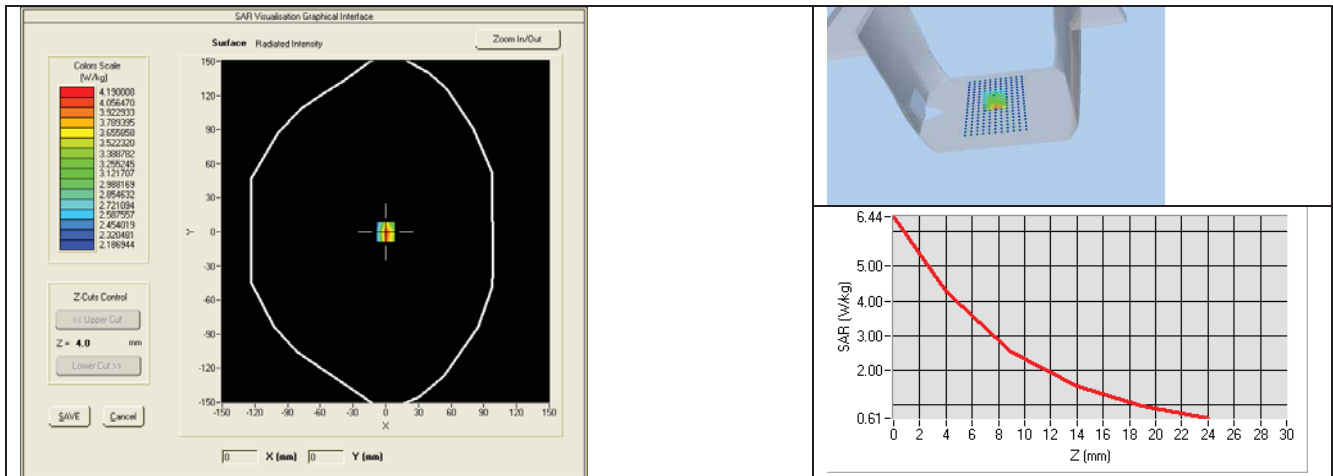 SAR Visualisation Graphical Interface
Surface Radiated Intensity
Zoom In/Out
Colors Scale
(W/kg)
4.190008
4.056470
3.922933
3.789395
3.655858
3.522320
3.388782
3.255245
3.121707
2.988169
2.854632
2.721094
2.587557
2.454019
2.320481
2.186944
Z-Cuts Control
<< Upper Cut
Z = 4.0 mm
Lower Cut >>
SAVE Cancel
150-
120-
90-
60-
30-
0-
-30-
-60-
-90-
-120-
-150-
Y
-150 -120 -90 -60 -30 0 30 60 90 120 150
X
0 X (mm) 0 Y (mm)
6.44-
5.00-
4.00-
3.00-
2.00-
0.61-
SAR (W/kg)
0 2 4 6 8 10 12 14 16 18 20 22 24 26 28 30
Z (mm)